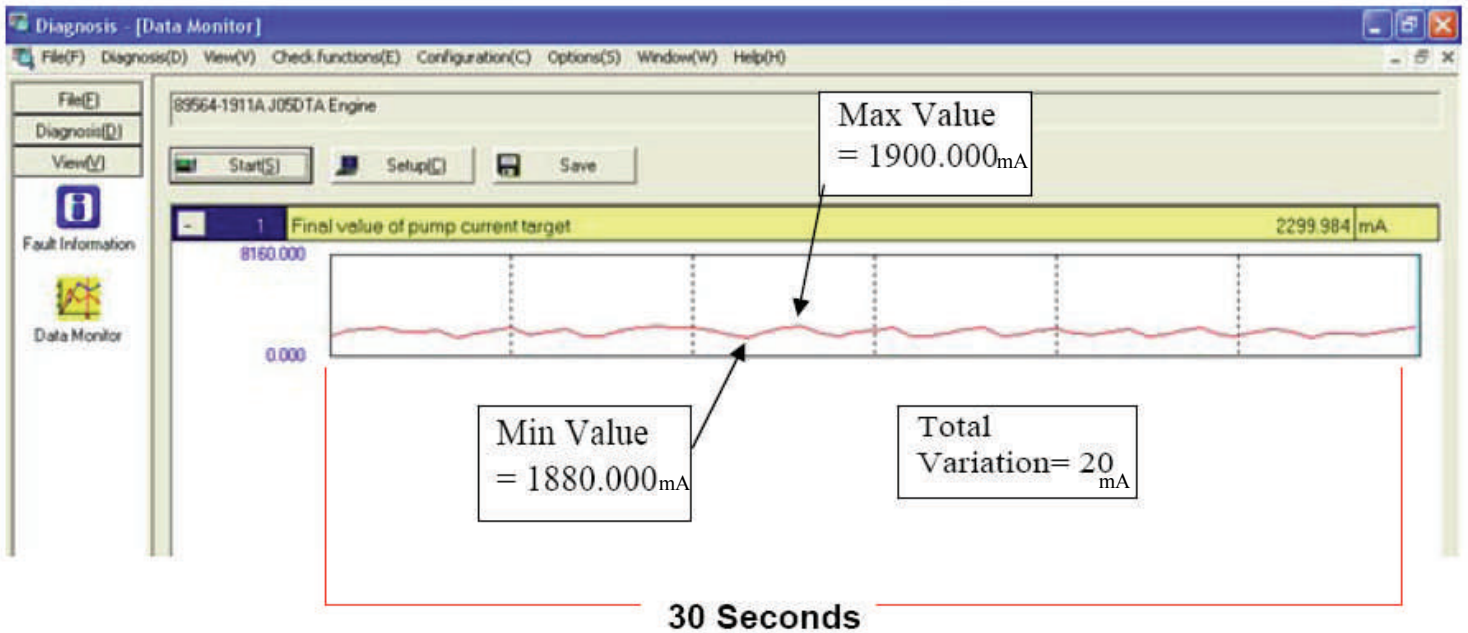 Diagnosis - [Data Monitor]
File(F) Diagnosis(D) View(V) Check functions(E) Configuration(C) Options(S) Window(W) Help(H)
File(F)
Diagnosis(D)
View(V)
Fault Information
Data Monitor
89564-1911A J05DTA Engine
Start(S) Setup(C) Save
Max Value
= 1900.000mA
- 1 Final value of pump current target 2299.984 mA
8160.000
0.000
Min Value
= 1880.000mA
Total
Variation= 20mA
30 Seconds